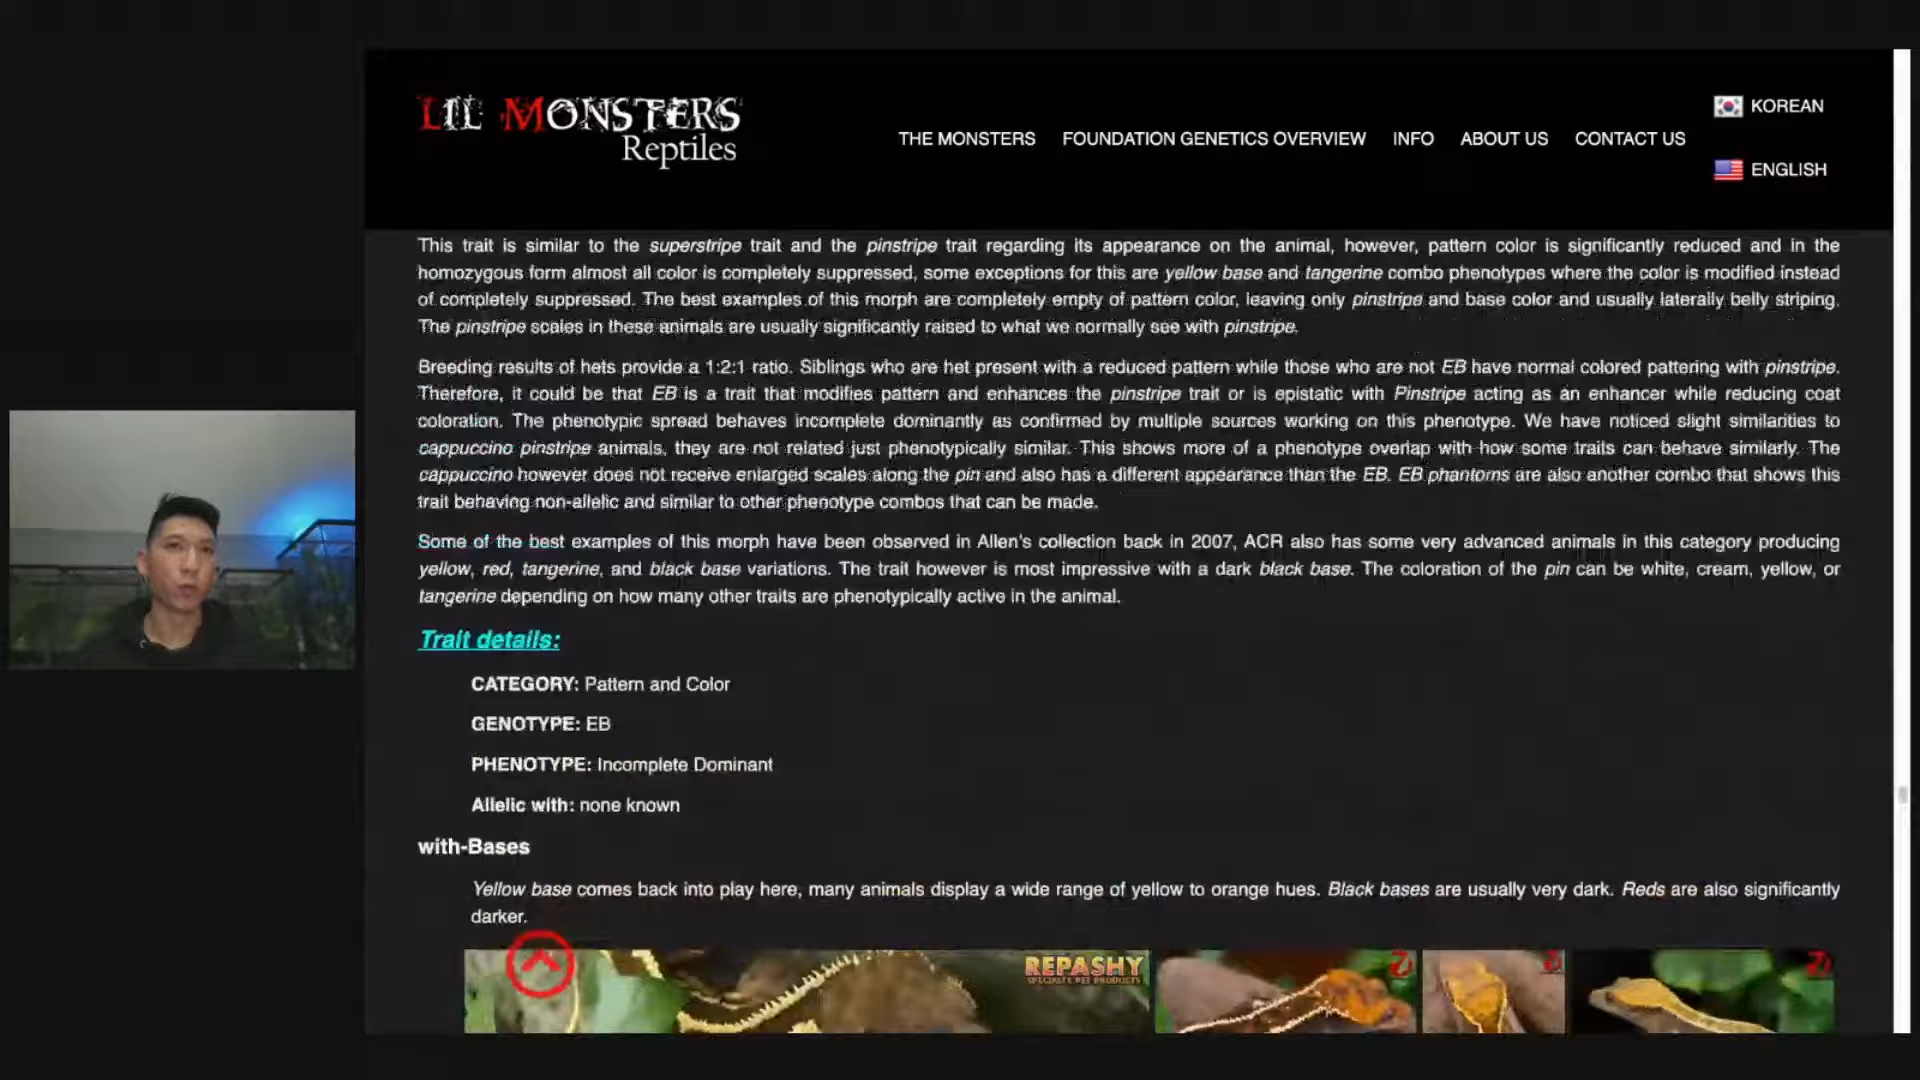 LIL MONSTERS
Reptiles
THE MONSTERS
FOUNDATION GENETICS OVERVIEW
INFO
ABOUT US
CONTACT US
KOREAN
ENGLISH
This trait is similar to the superstripe trait and the pinstripe trait regarding its appearance on the animal, however, pattern color is significantly reduced and in the
homozygous form almost all color is completely suppressed, some exceptions for this are yellow base and tangerine combo phenotypes where the color is modified instead
of completely suppressed. The best examples of this morph are completely empty of pattern color, leaving only pinstripe and base color and usually laterally belly striping.
The pinstripe scales in these animals are usually significantly raised to what we normally see with pinstripe.
Breeding results of hets provide a 1:2:1 ratio. Siblings who are het present with a reduced pattern while those who are not EB have normal colored pattering with pinstripe.
Therefore, it could be that EB is a trait that modifies pattern and enhances the pinstripe trait or is epistatic with Pinstripe acting as an enhancer while reducing coat
coloration. The phenotypic spread behaves incomplete dominantly as confirmed by multiple sources working on this phenotype. We have noticed slight similarities to
cappuccino pinstripe animals, they are not related just phenotypically similar. This shows more of a phenotype overlap with how some traits can behave similarly. The
cappuccino however does not receive enlarged scales along the pin and also has a different appearance than the EB. EB phantoms are also another combo that shows this
trait behaving non-allelic and similar to other phenotype combos that can be made.
Some of the best examples of this morph have been observed in Allen's collection back in 2007, ACR also has some very advanced animals in this category producing
yellow, red, tangerine, and black base variations. The trait however is most impressive with a dark black base. The coloration of the pin can be white, cream, yellow, or
tangerine depending on how many other traits are phenotypically active in the animal.
Trait details:
CATEGORY: Pattern and Color
GENOTYPE: EB
PHENOTYPE: Incomplete Dominant
Allelic with: none known
with-Bases
Yellow base comes back into play here, many animals display a wide range of yellow to orange hues. Black bases are usually very dark. Reds are also significantly
darker.
REPASHY
SPECIALTY PET PRODUCTS